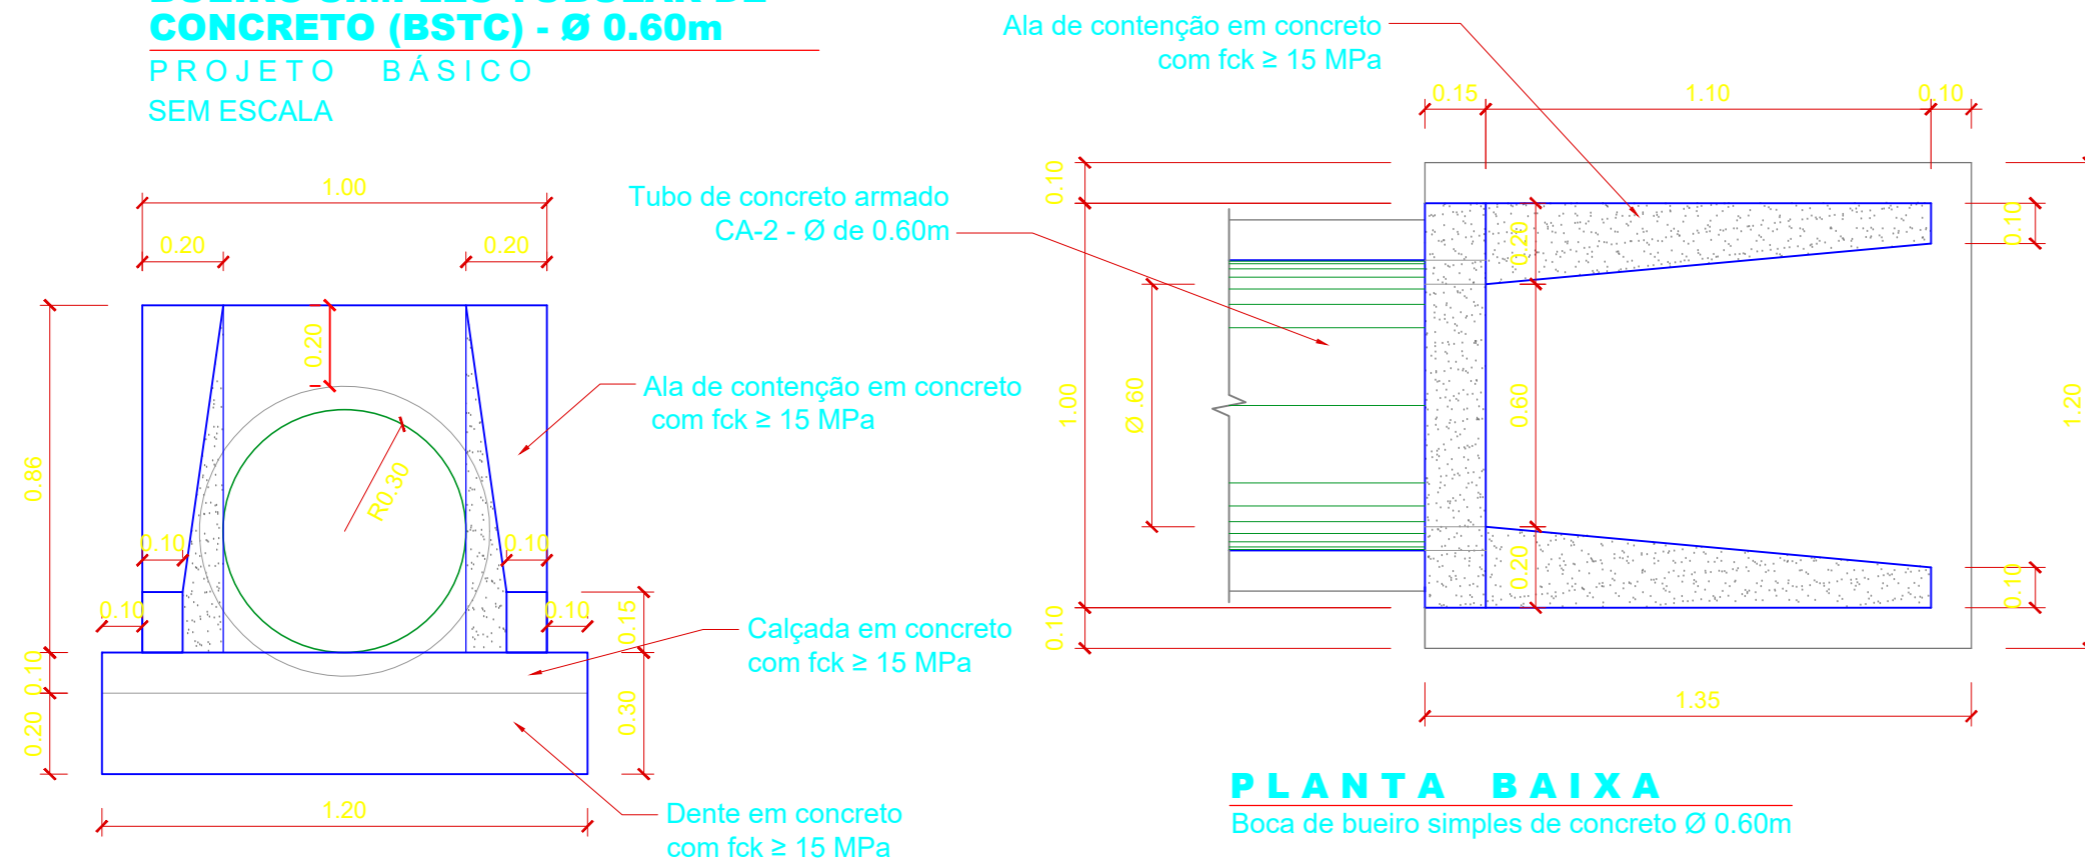 BUEIRO SIMPLES TUBULAR DE
CONCRETO (BSTC) - Ø 0.60m
PROJETO BÁSICO
SEM ESCALA
1.00
0.20
0.20
0.20
0.86
R0.30
0.10
0.10
0.10
0.10
0.15
0.10
0.20
0.30
1.20
Ala de contenção em concreto
com fck ≥ 15 MPa
Calçada em concreto
com fck ≥ 15 MPa
Dente em concreto
com fck ≥ 15 MPa
Ala de contenção em concreto
com fck ≥ 15 MPa
Tubo de concreto armado
CA-2 - Ø de 0.60m
0.15
1.10
0.10
0.10
0.20
0.10
1.00
Ø .60
0.60
1.20
0.20
0.10
0.10
1.35
PLANTA BAIXA
Boca de bueiro simples de concreto Ø 0.60m